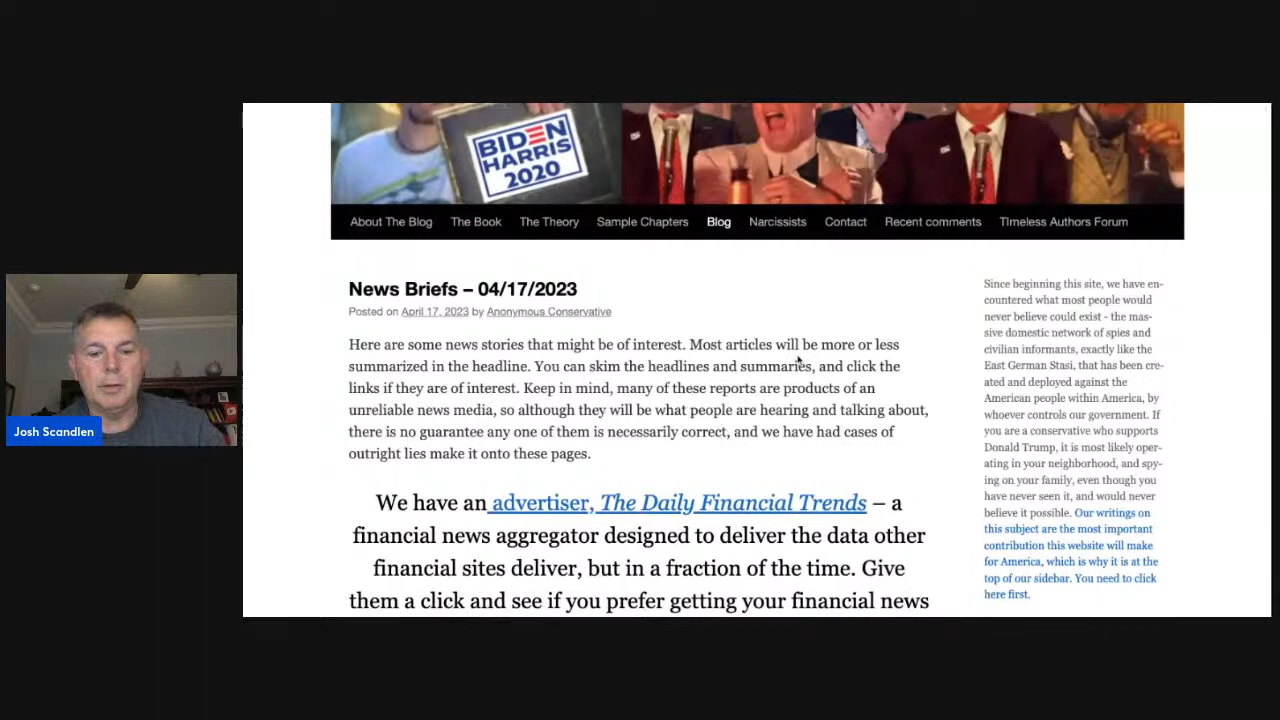 BIDEN
HARRIS
2020
About The Blog The Book The Theory Sample Chapters Blog Narcissists Contact Recent comments TImeless Authors Forum
News Briefs – 04/17/2023
Posted on April 17, 2023 by Anonymous Conservative
Here are some news stories that might be of interest. Most articles will be more or less
summarized in the headline. You can skim the headlines and summaries, and click the
links if they are of interest. Keep in mind, many of these reports are products of an
unreliable news media, so although they will be what people are hearing and talking about,
there is no guarantee any one of them is necessarily correct, and we have had cases of
outright lies make it onto these pages.
We have an advertiser, The Daily Financial Trends – a
financial news aggregator designed to deliver the data other
financial sites deliver, but in a fraction of the time. Give
them a click and see if you prefer getting your financial news
Since beginning this site, we have en-
countered what most people would
never believe could exist - the mas-
sive domestic network of spies and
civilian informants, exactly like the
East German Stasi, that has been cre-
ated and deployed against the
American people within America, by
whoever controls our government. If
you are a conservative who supports
Donald Trump, it is most likely oper-
ating in your neighborhood, and spy-
ing on your family, even though you
have never seen it, and would never
believe it possible. Our writings on
this subject are the most important
contribution this website will make
for America, which is why it is at the
top of our sidebar. You need to click
here first.
Josh Scandlen